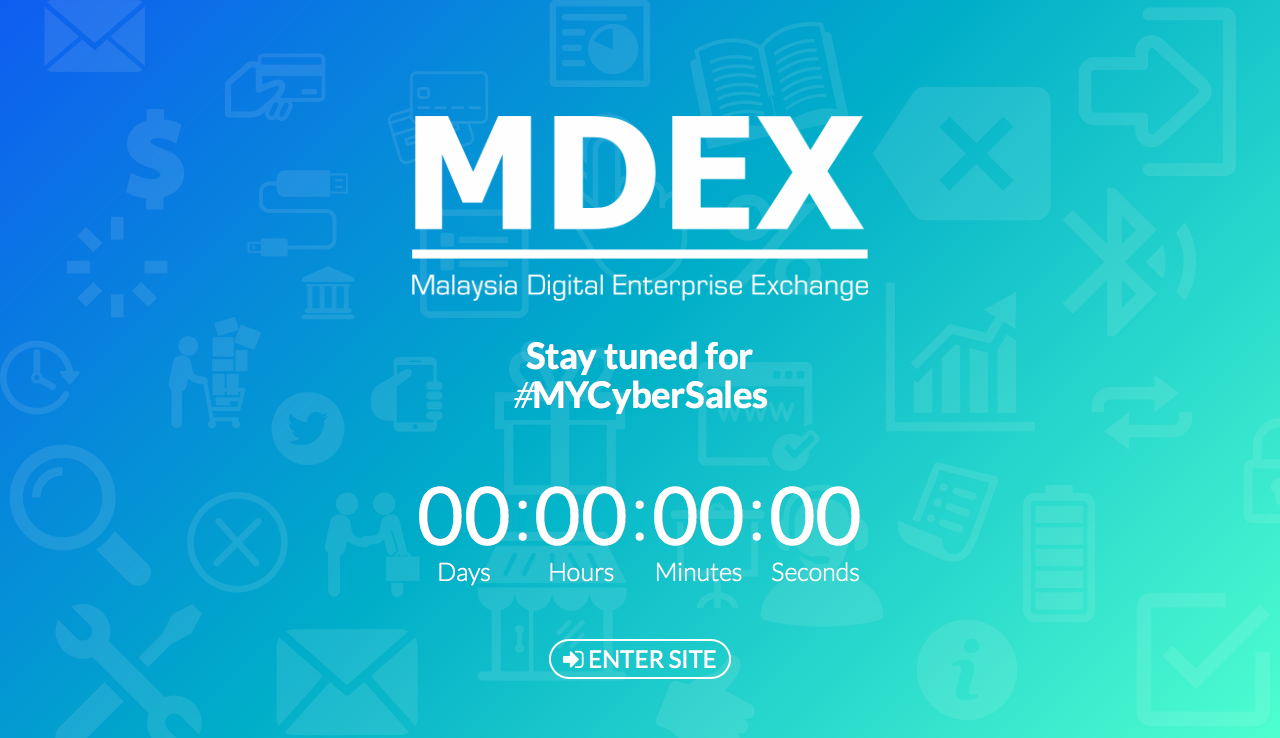 MDEX
Malaysia Digital Enterprise Exchange
Stay tuned for
#MYCyberSales
WWW
00:00:00:00
Days Hours Minutes Seconds
ENTER SITE